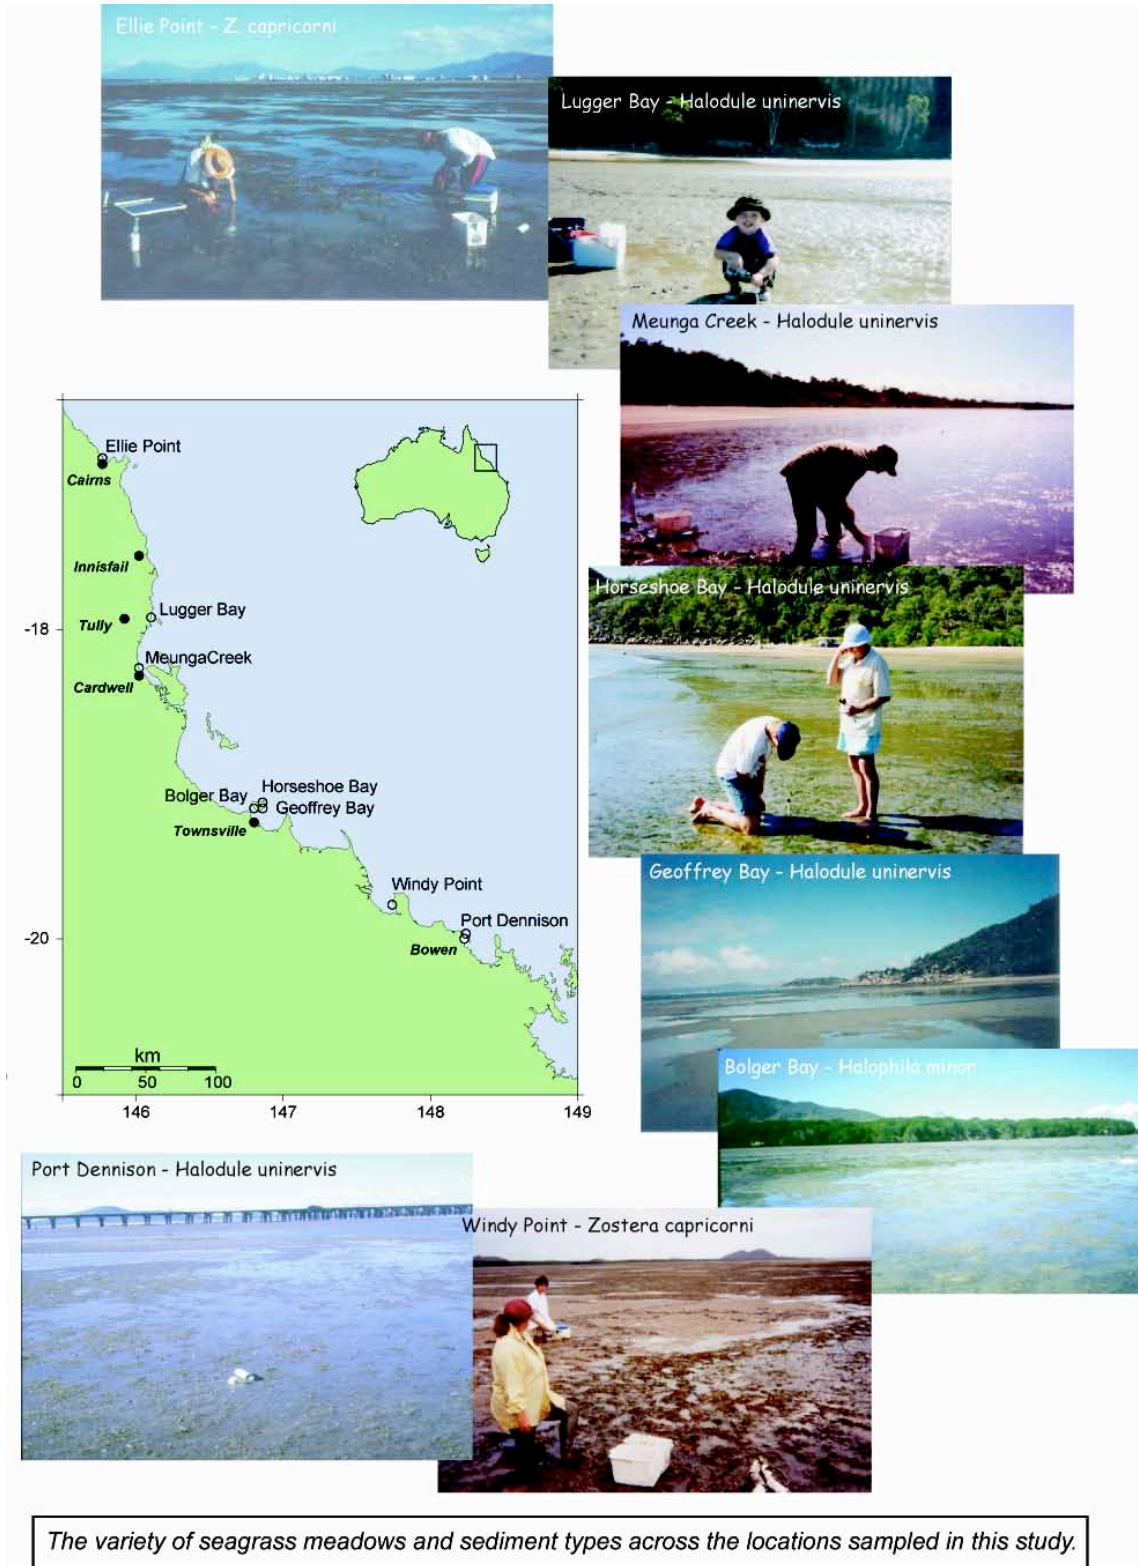 Ellie Point - Z. capricorni
Lugger Bay - Halodule uninervis
Meunga Creek - Halodule uninervis
Ellie Point
Cairns
Innisfail
Lugger Bay
Tully
-18
MeungaCreek
Cardwell
Horseshoe Bay
Bolger Bay
Geoffrey Bay
Townsville
Windy Point
Port Dennison
-20
Bowen
km
0 50 100
146 147 148 149
Horseshoe Bay - Halodule uninervis
Geoffrey Bay - Halodule uninervis
Bolger Bay - Halophila minor
Port Dennison - Halodule uninervis
Windy Point - Zostera capricorni
The variety of seagrass meadows and sediment types across the locations sampled in this study.